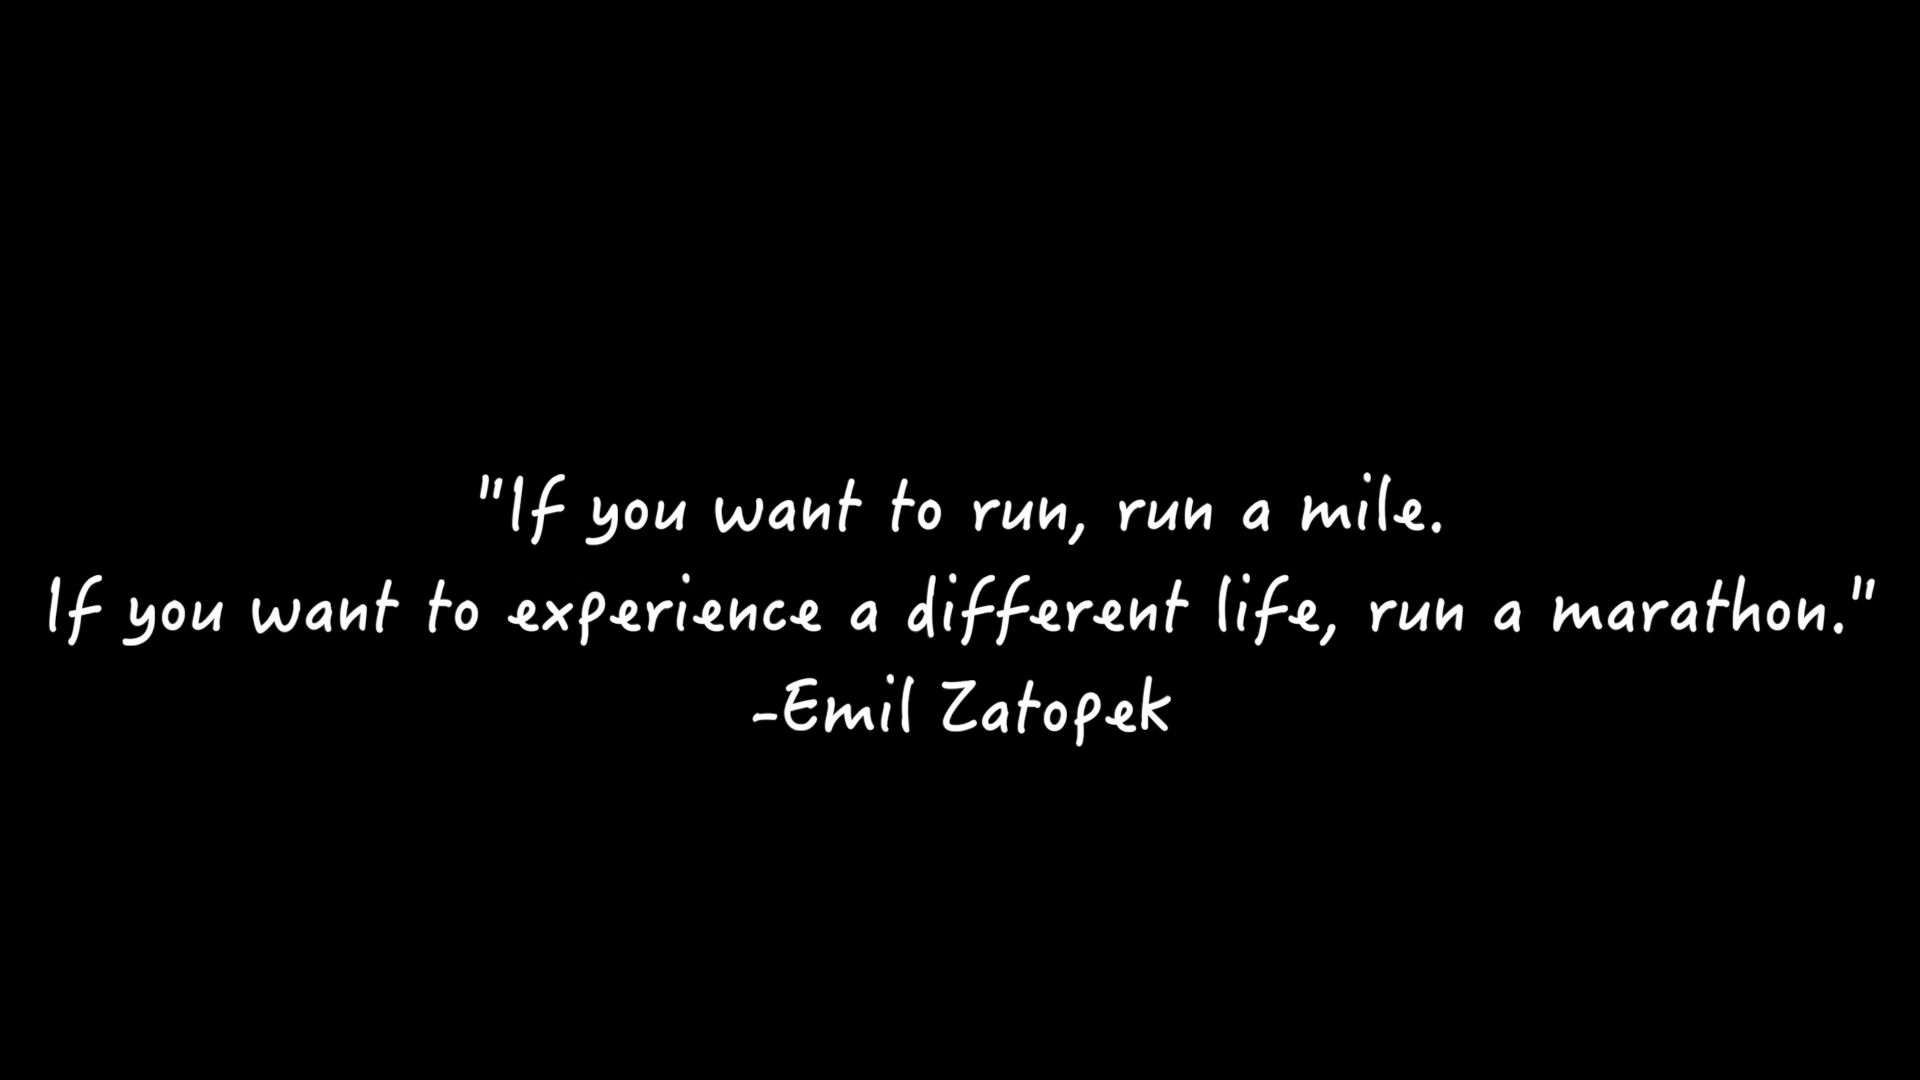 "If you want to run, run a mile.
If you want to experience a different life, run a marathon."
-Emil Zatopek